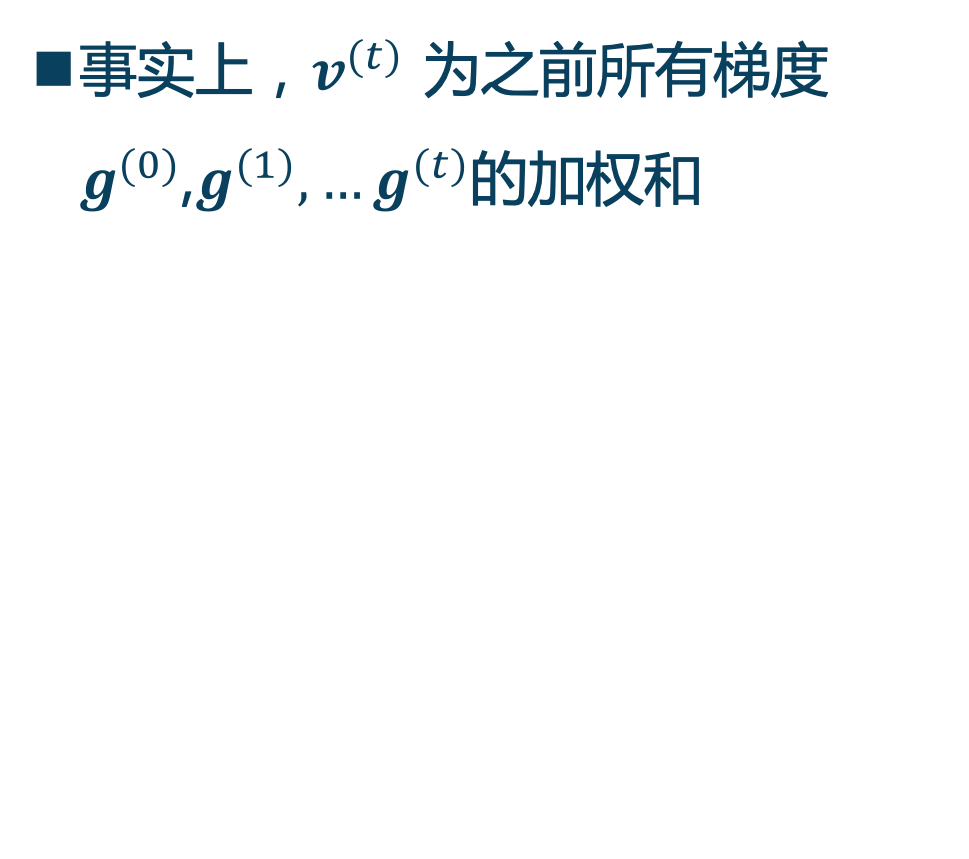 ■事实上，𝒗^(𝑡) 为之前所有梯度
𝒈^(0),𝒈^(1), … 𝒈^(𝑡)的加权和